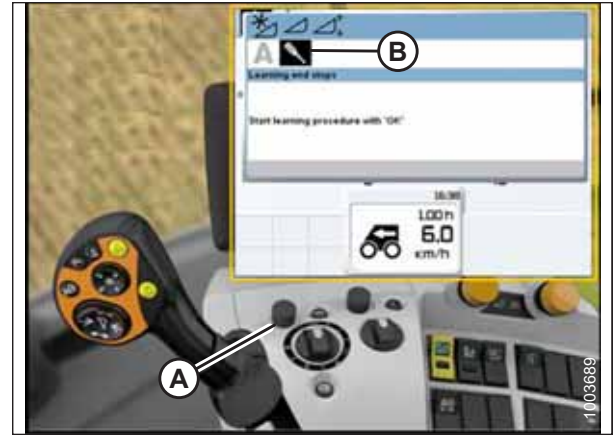 A
B
Learning end stops
Start learning procedure with 'OK'
16:30
1.00 h
6.0
km/h
A
1003689